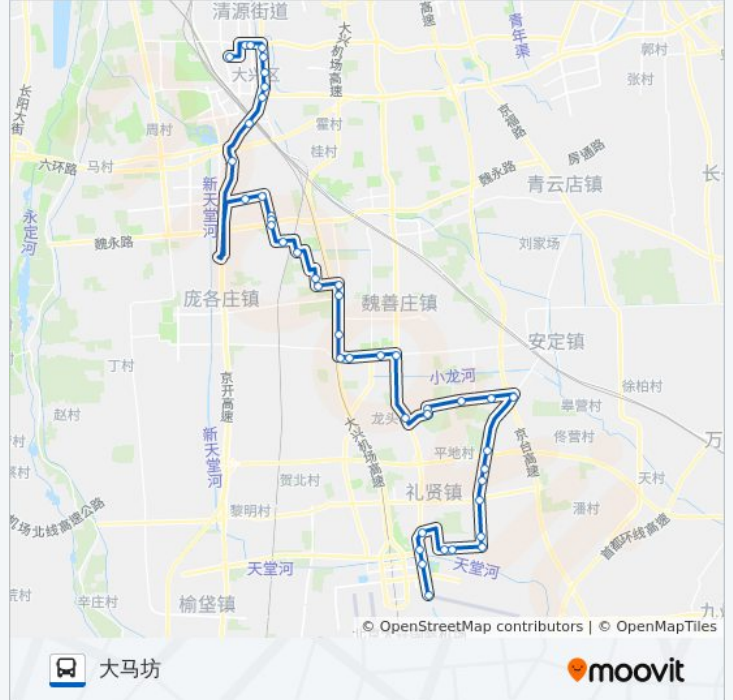 清源街道
大兴区
大兴机场高速
高速
青年渠
郭村
张村
长阳大街
周村
霍村
桂村
京福路
房通路
六环路
马村
魏永路
青云店镇
长
新天堂河
永定河
魏永路
刘家场
庞各庄镇
魏善庄镇
安定镇
丁村
小龙河
徐柏村
京开高速
皋营村
赵村
龙头
佟营村
万
新天堂河
大兴机场高速
平地村
京台高速
贺北村
礼贤镇
天村
黎明村
潘村
场北线高速公路
首都环线高速
天堂河
天堂河
辛庄村
榆垡镇
九
© OpenStreetMap contributors | © OpenMapTiles
大马坊
moovit